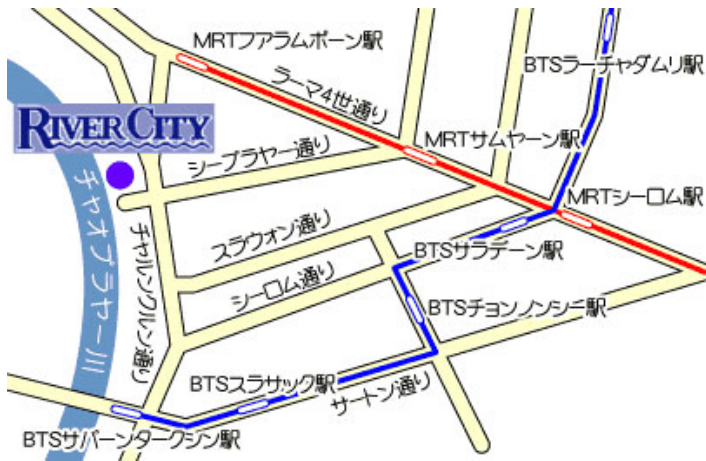 MRTフアラムポーン駅
BTSラーチャダムリ駅
ラーマ4世通り
RIVER CITY
MRTサムヤーン駅
シープラヤー通り
MRTシーロム駅
チャオプラヤー川
チャルンクルン通り
スラウォン通り
BTSサラデーン駅
シーロム通り
BTSチョンノンシー駅
BTSスラサック駅
サートン通り
BTSサパーンタークシン駅